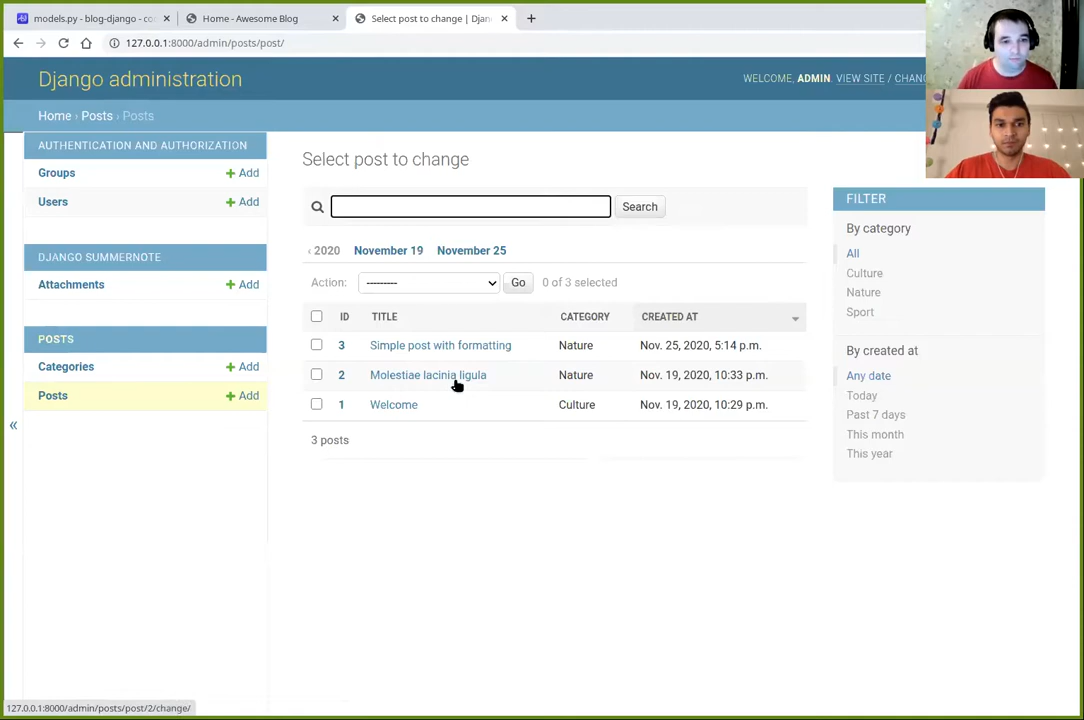 models.py - blog-django - co
Home - Awesome Blog
Select post to change | Djan
127.0.0.1:8000/admin/posts/post/
Django administration
WELCOME, ADMIN. VIEW SITE / CHAN
Home › Posts › Posts
AUTHENTICATION AND AUTHORIZATION
Groups + Add
Users + Add
DJANGO SUMMERNOTE
Attachments + Add
POSTS
Categories + Add
Posts + Add
«
Select post to change
Search
‹ 2020 November 19 November 25
Action: --------- Go 0 of 3 selected
ID TITLE CATEGORY CREATED AT
3 Simple post with formatting Nature Nov. 25, 2020, 5:14 p.m.
2 Molestiae lacinia ligula Nature Nov. 19, 2020, 10:33 p.m.
1 Welcome Culture Nov. 19, 2020, 10:29 p.m.
3 posts
FILTER
By category
All
Culture
Nature
Sport
By created at
Any date
Today
Past 7 days
This month
This year
127.0.0.1:8000/admin/posts/post/2/change/